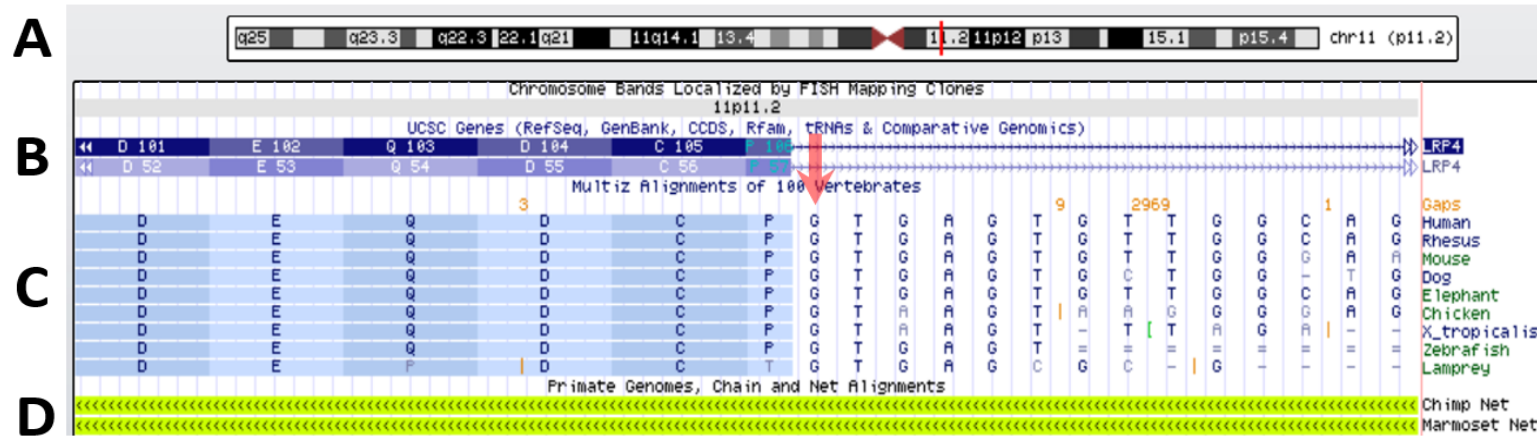 A
q25 q23.3 q22.3 22.1 q21 11q14.1 13.4 11.2 11p12 p13 15.1 p15.4 chr11 (p11.2)
Chromosome Bands Localized by FISH Mapping Clones
11p11.2
UCSC Genes (RefSeq, GenBank, CCDS, Rfam, tRNAs & Comparative Genomics)
B
D 101 E 102 Q 103 D 104 C 105 P 106 LRP4
D 52 E 53 Q 54 D 55 C 56 P 57 LRP4
Multiz Alignments of 100 Vertebrates
3 9 2969 1 Gaps
D E Q D C P G T G A G T G T T G G C A G Human
D E Q D C P G T G A G T G T T G G C A G Rhesus
D E Q D C P G T G A G T G T T G G G A A Mouse
C
D E Q D C P G T G A G T G C T G G - T G Dog
D E Q D C P G T G A G T G T T G G C A G Elephant
D E Q D C P G T A A G T | A A G G G G A G Chicken
D E Q D C P G T A A G T - T [ T A G A | - - X_tropicalis
D E Q D C P G T G A G T = = = = = = = = Zebrafish
D E P | D C T G T G A G C G C - | G - - - - Lamprey
Primate Genomes, Chain and Net Alignments
D
Chimp Net
Marmoset Net